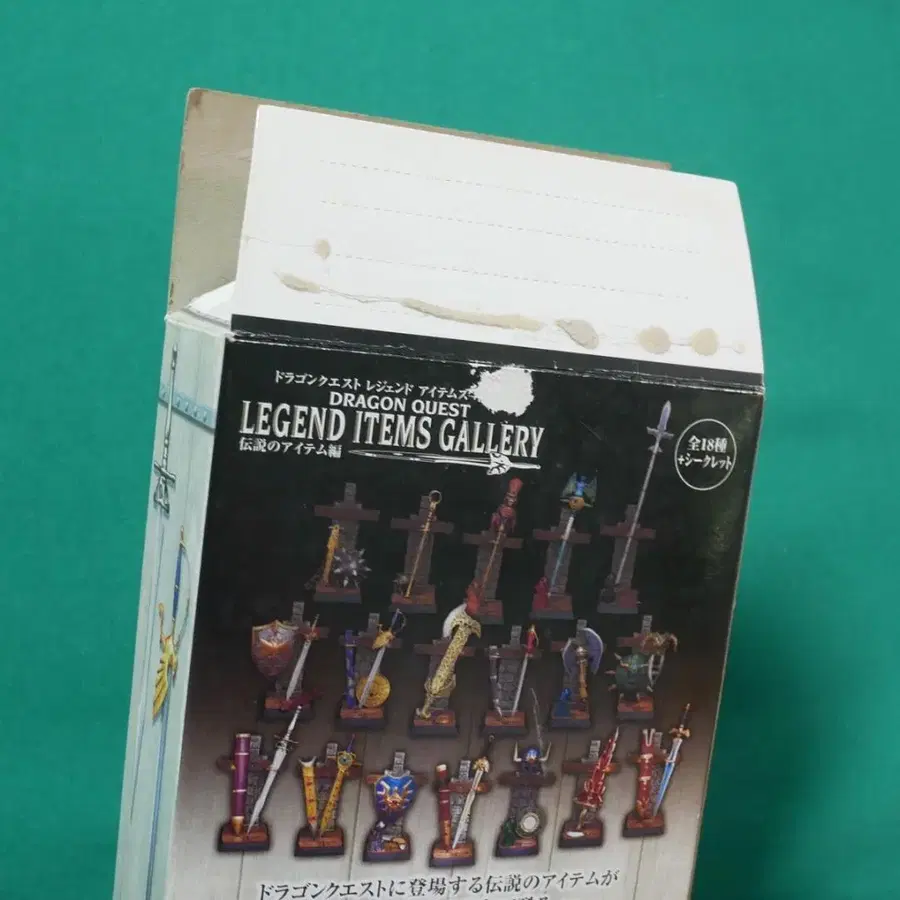 ドラゴンクエスト レジェンド アイテムズ
DRAGON QUEST
LEGEND ITEMS GALLERY
伝説のアイテム編
全18種
+シークレット
ドラゴンクエストに登場する伝説のアイテムが